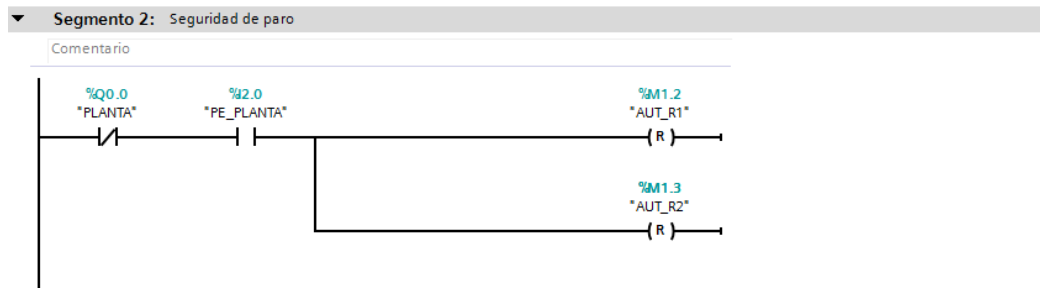 Segmento 2: Seguridad de paro
Comentario
%Q0.0 %I2.0 %M1.2
"PLANTA" "PE_PLANTA" "AUT_R1"
R
%M1.3
"AUT_R2"
R